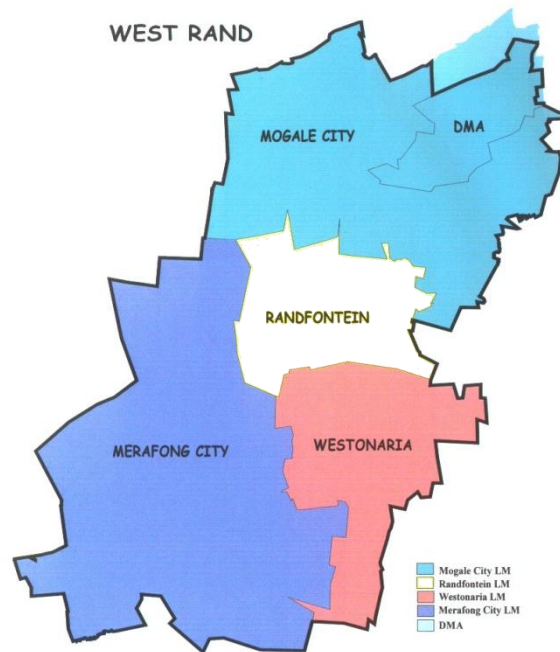 WEST RAND
MOGALE CITY
DMA
RANDFONTEIN
MERAFONG CITY
WESTONARIA
Mogale City LM
Randfontein LM
Westonaria LM
Merafong City LM
DMA